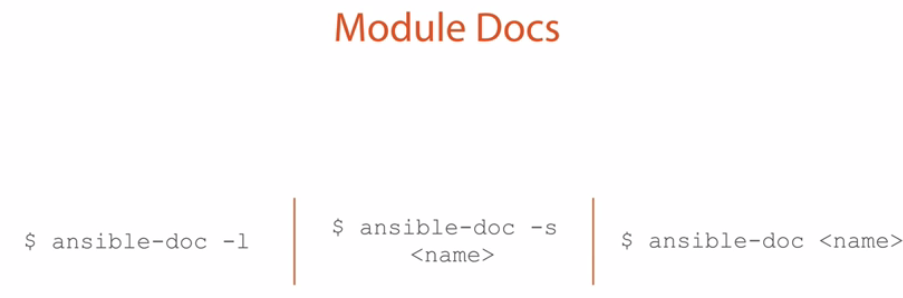 Module Docs
$ ansible-doc -l
$ ansible-doc -s
<name>
$ ansible-doc <name>